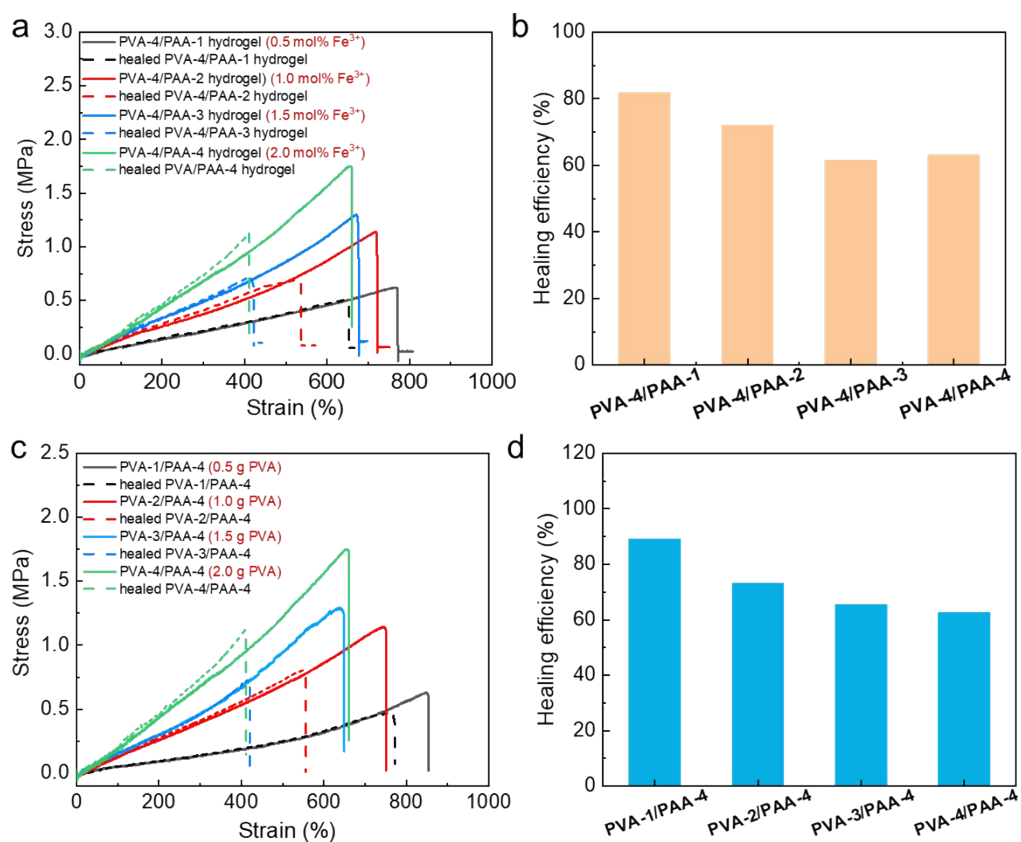 a
3.0
2.5
2.0
1.5
1.0
0.5
0.0
Stress (MPa)
PVA-4/PAA-1 hydrogel (0.5 mol% Fe³⁺)
healed PVA-4/PAA-1 hydrogel
PVA-4/PAA-2 hydrogel) (1.0 mol% Fe³⁺)
healed PVA-4/PAA-2 hydrogel
PVA-4/PAA-3 hydrogel (1.5 mol% Fe³⁺)
healed PVA-4/PAA-3 hydrogel
PVA-4/PAA-4 hydrogel (2.0 mol% Fe³⁺)
healed PVA/PAA-4 hydrogel
0 200 400 600 800 1000
Strain (%)
b
100
80
60
40
20
0
Healing efficiency (%)
PVA-4/PAA-1 PVA-4/PAA-2 PVA-4/PAA-3 PVA-4/PAA-4
c
2.5
2.0
1.5
1.0
0.5
0.0
Stress (MPa)
PVA-1/PAA-4 (0.5 g PVA)
healed PVA-1/PAA-4
PVA-2/PAA-4 (1.0 g PVA)
healed PVA-2/PAA-4
PVA-3/PAA-4 (1.5 g PVA)
healed PVA-3/PAA-4
PVA-4/PAA-4 (2.0 g PVA)
healed PVA-4/PAA-4
0 200 400 600 800 1000
Strain (%)
d
120
100
80
60
40
20
0
Healing efficiency (%)
PVA-1/PAA-4 PVA-2/PAA-4 PVA-3/PAA-4 PVA-4/PAA-4